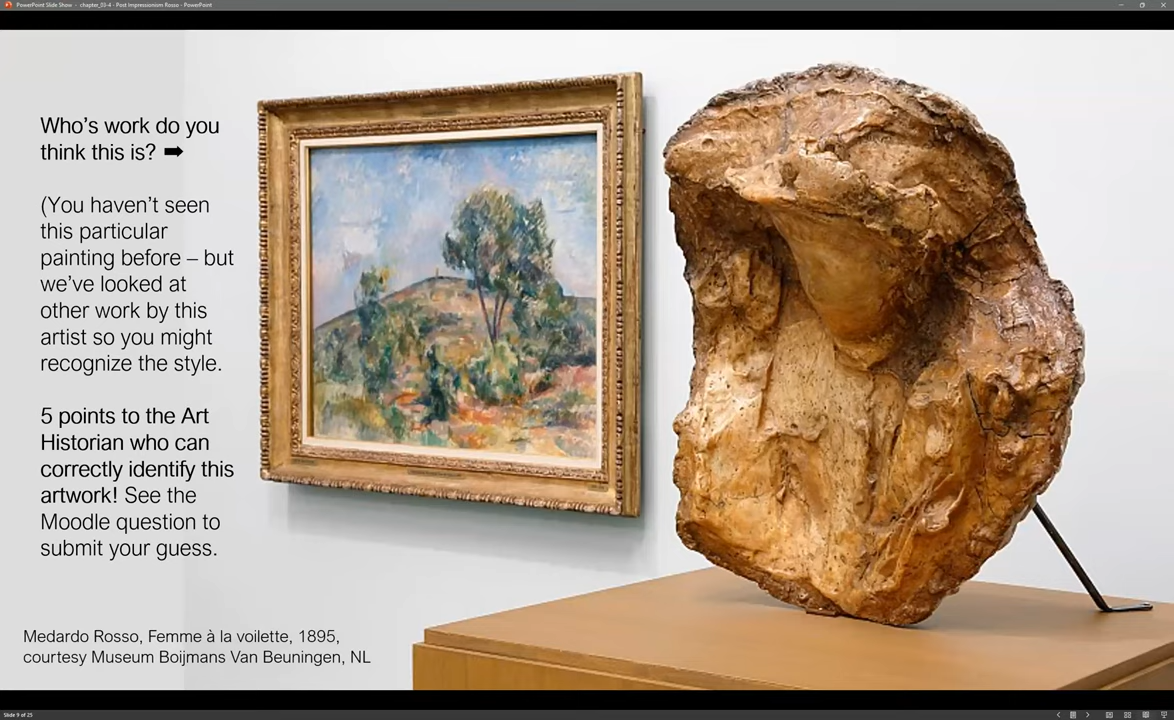 PowerPoint Slide Show - chapter_03-4 - Post Impressionism Rosso - PowerPoint
Who's work do you
think this is? ➡
(You haven't seen
this particular
painting before – but
we've looked at
other work by this
artist so you might
recognize the style.
5 points to the Art
Historian who can
correctly identify this
artwork! See the
Moodle question to
submit your guess.
Medardo Rosso, Femme à la voilette, 1895,
courtesy Museum Boijmans Van Beuningen, NL
Slide 9 of 25